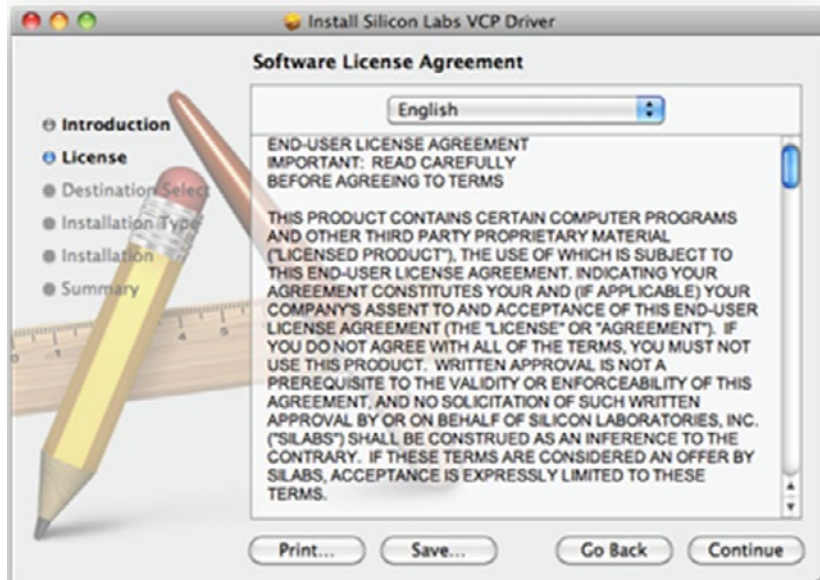 Install Silicon Labs VCP Driver
Software License Agreement
Introduction
License
Destination Select
Installation Type
Installation
Summary
English
END-USER LICENSE AGREEMENT
IMPORTANT: READ CAREFULLY
BEFORE AGREEING TO TERMS
THIS PRODUCT CONTAINS CERTAIN COMPUTER PROGRAMS
AND OTHER THIRD PARTY PROPRIETARY MATERIAL
("LICENSED PRODUCT"), THE USE OF WHICH IS SUBJECT TO
THIS END-USER LICENSE AGREEMENT. INDICATING YOUR
AGREEMENT CONSTITUTES YOUR AND (IF APPLICABLE) YOUR
COMPANY'S ASSENT TO AND ACCEPTANCE OF THIS END-USER
LICENSE AGREEMENT (THE "LICENSE" OR "AGREEMENT"). IF
YOU DO NOT AGREE WITH ALL OF THE TERMS, YOU MUST NOT
USE THIS PRODUCT. WRITTEN APPROVAL IS NOT A
PREREQUISITE TO THE VALIDITY OR ENFORCEABILITY OF THIS
AGREEMENT, AND NO SOLICITATION OF SUCH WRITTEN
APPROVAL BY OR ON BEHALF OF SILICON LABORATORIES, INC.
("SILABS") SHALL BE CONSTRUED AS AN INFERENCE TO THE
CONTRARY. IF THESE TERMS ARE CONSIDERED AN OFFER BY
SILABS, ACCEPTANCE IS EXPRESSLY LIMITED TO THESE
TERMS.
Print... Save... Go Back Continue